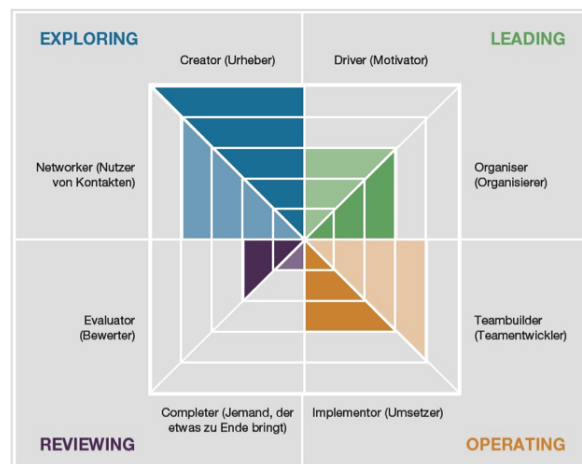 EXPLORING
LEADING
Creator (Urheber)
Driver (Motivator)
Networker (Nutzer
von Kontakten)
Organiser
(Organisierer)
Evaluator
(Bewerter)
Teambuilder
(Teamentwickler)
Completer (Jemand, der
etwas zu Ende bringt)
Implementor (Umsetzer)
REVIEWING
OPERATING